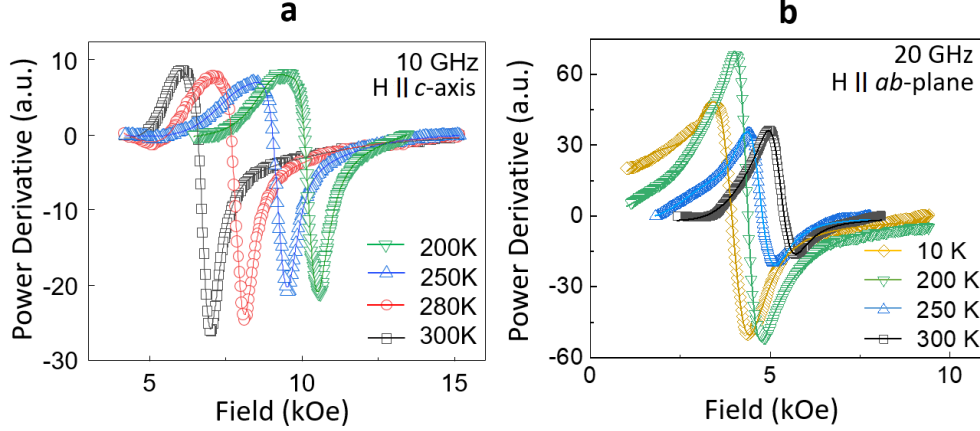 a
10 GHz
H || c-axis
10
0
-10
-20
-30
Power Derivative (a.u.)
200K
250K
280K
300K
5
10
15
Field (kOe)
b
20 GHz
H || ab-plane
60
30
0
-30
-60
Power Derivative (a.u.)
10 K
200 K
250 K
300 K
0
5
10
Field (kOe)